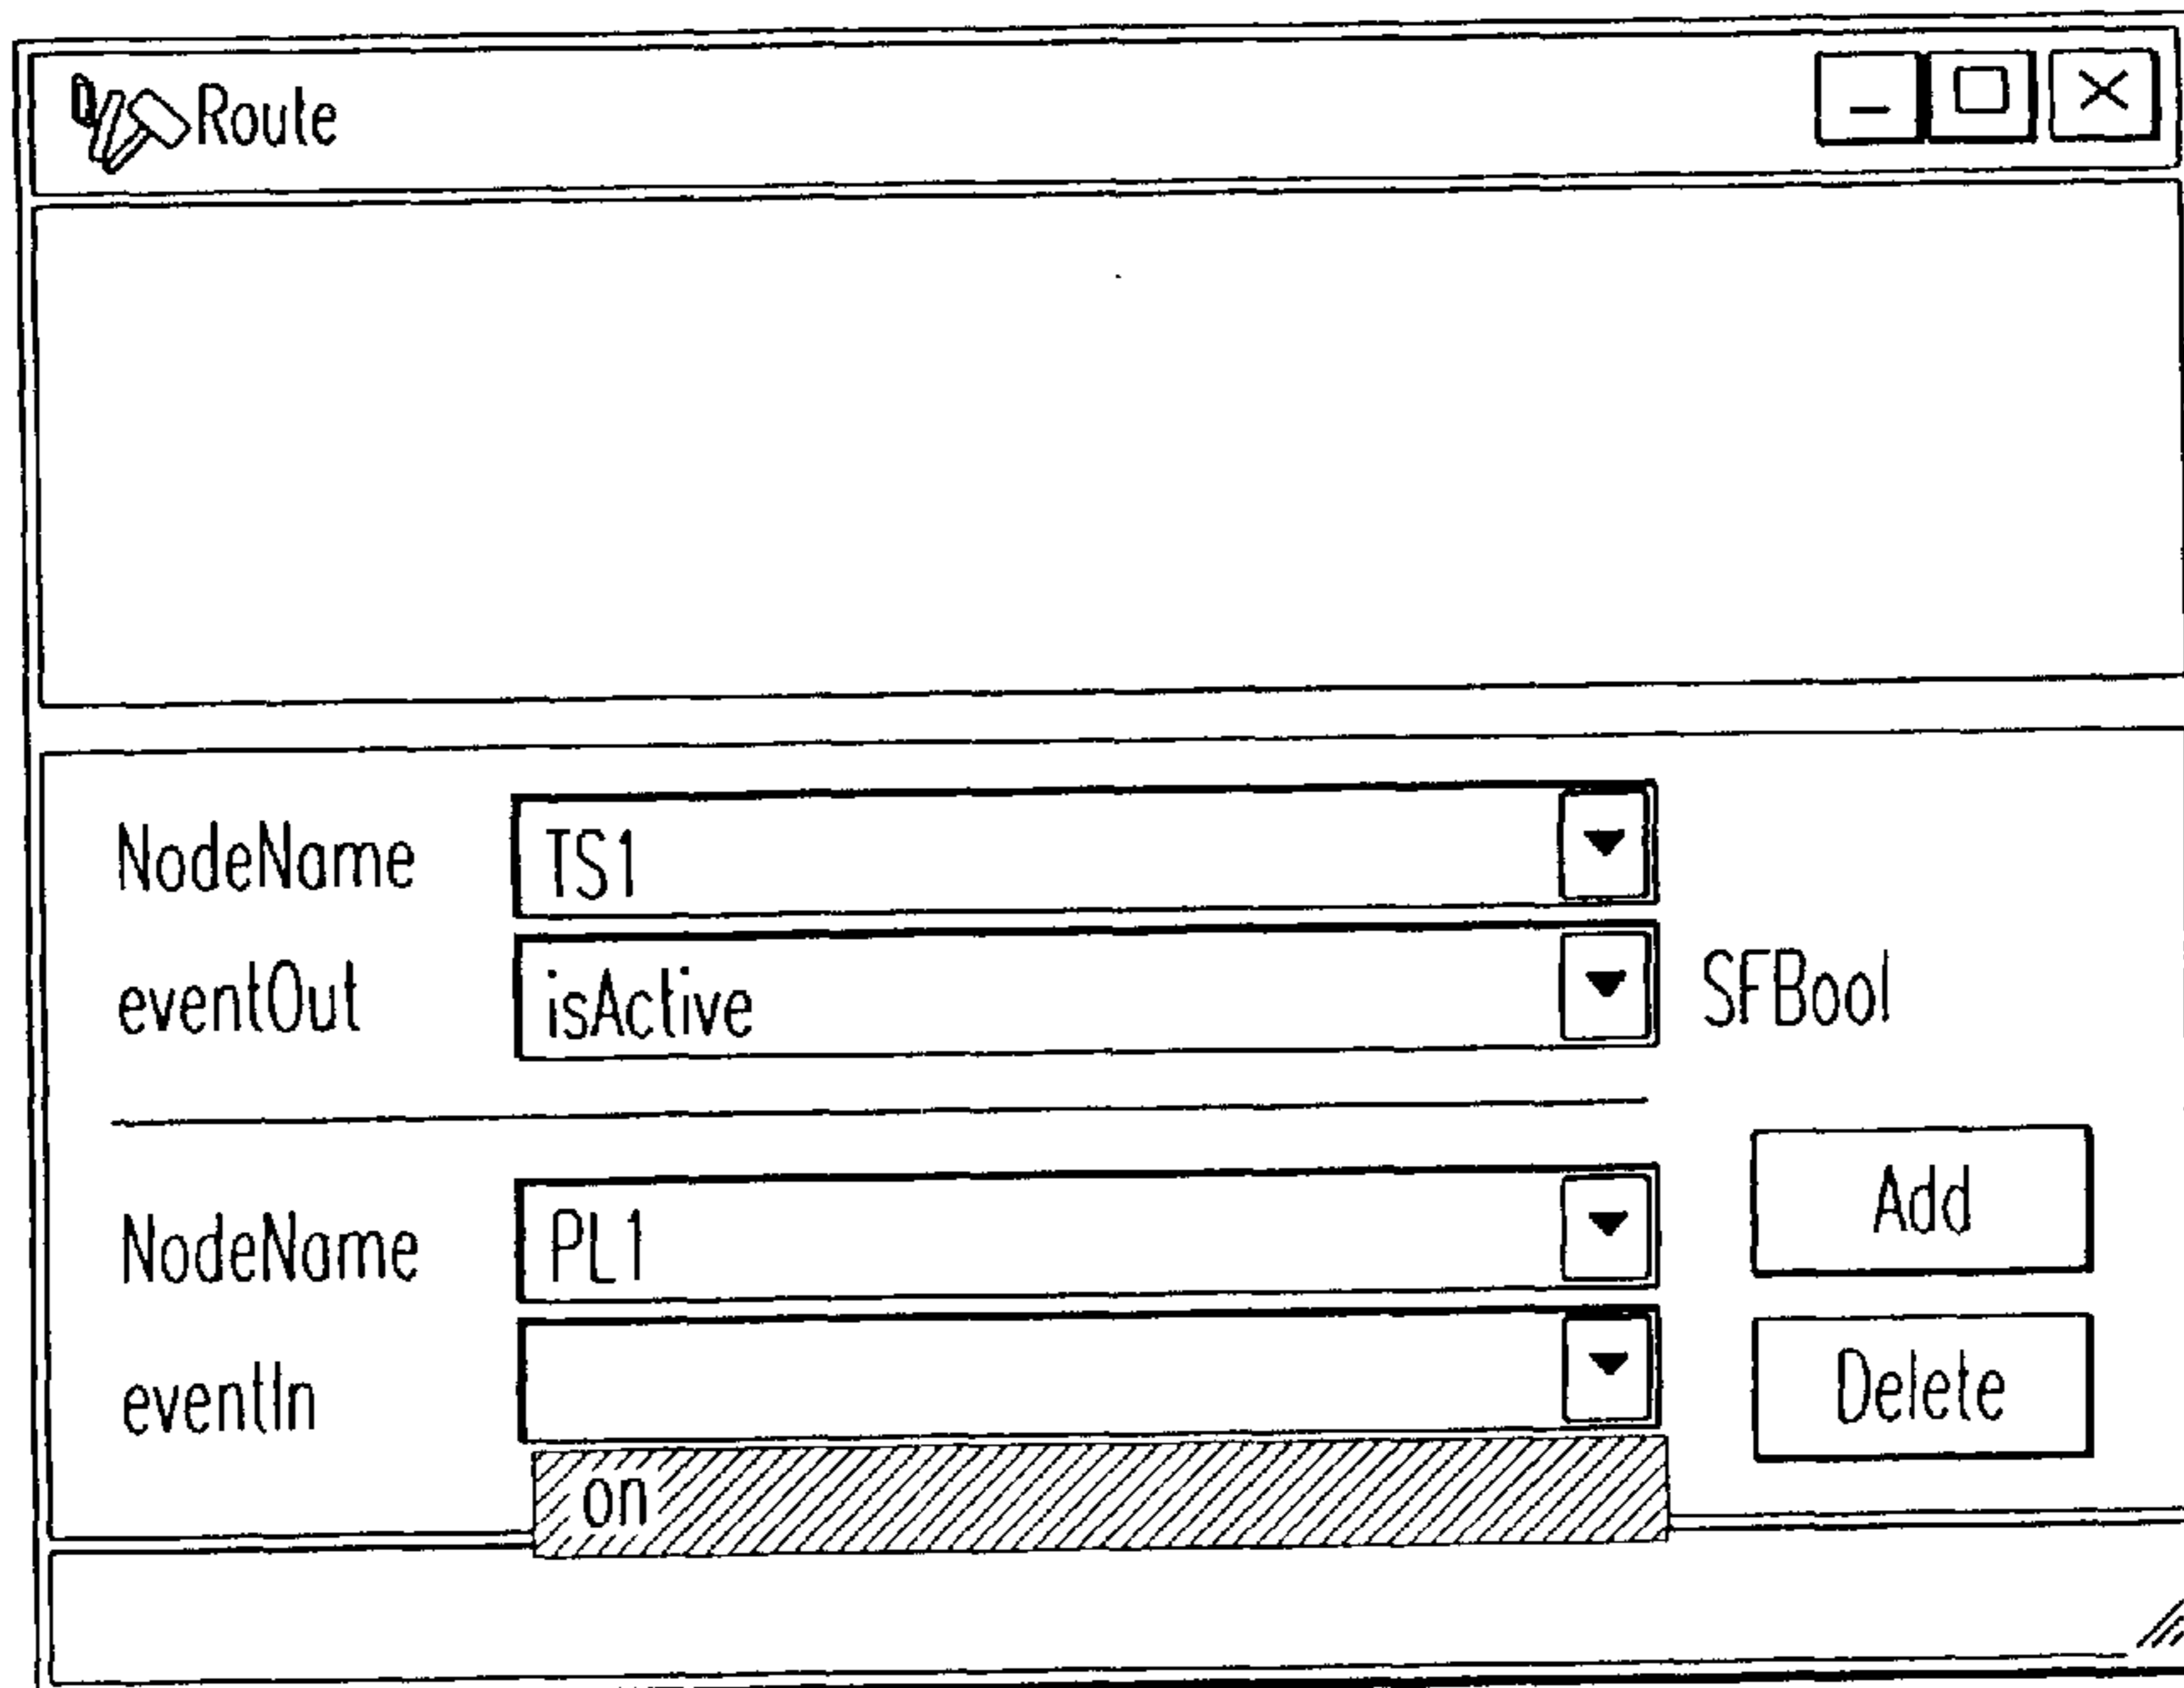 Route
NodeName TS1
eventOut isActive SFBool
NodeName PL1
Add
eventIn
Delete
on